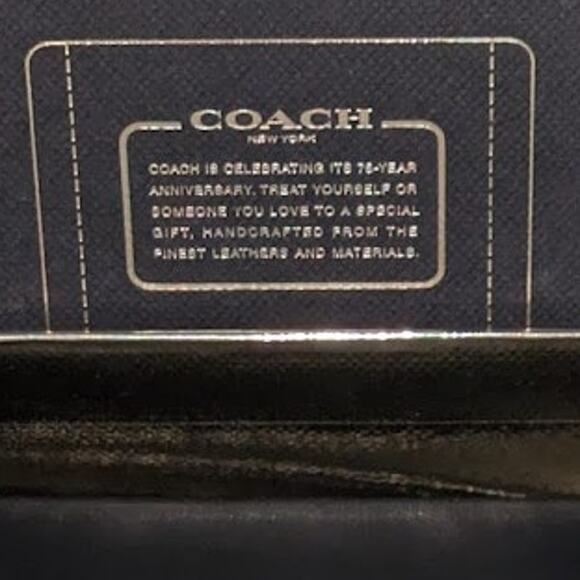 COACH
NEW YORK
COACH IS CELEBRATING ITS 75-YEAR
ANNIVERSARY. TREAT YOURSELF OR
SOMEONE YOU LOVE TO A SPECIAL
GIFT, HANDCRAFTED FROM THE
FINEST LEATHERS AND MATERIALS.